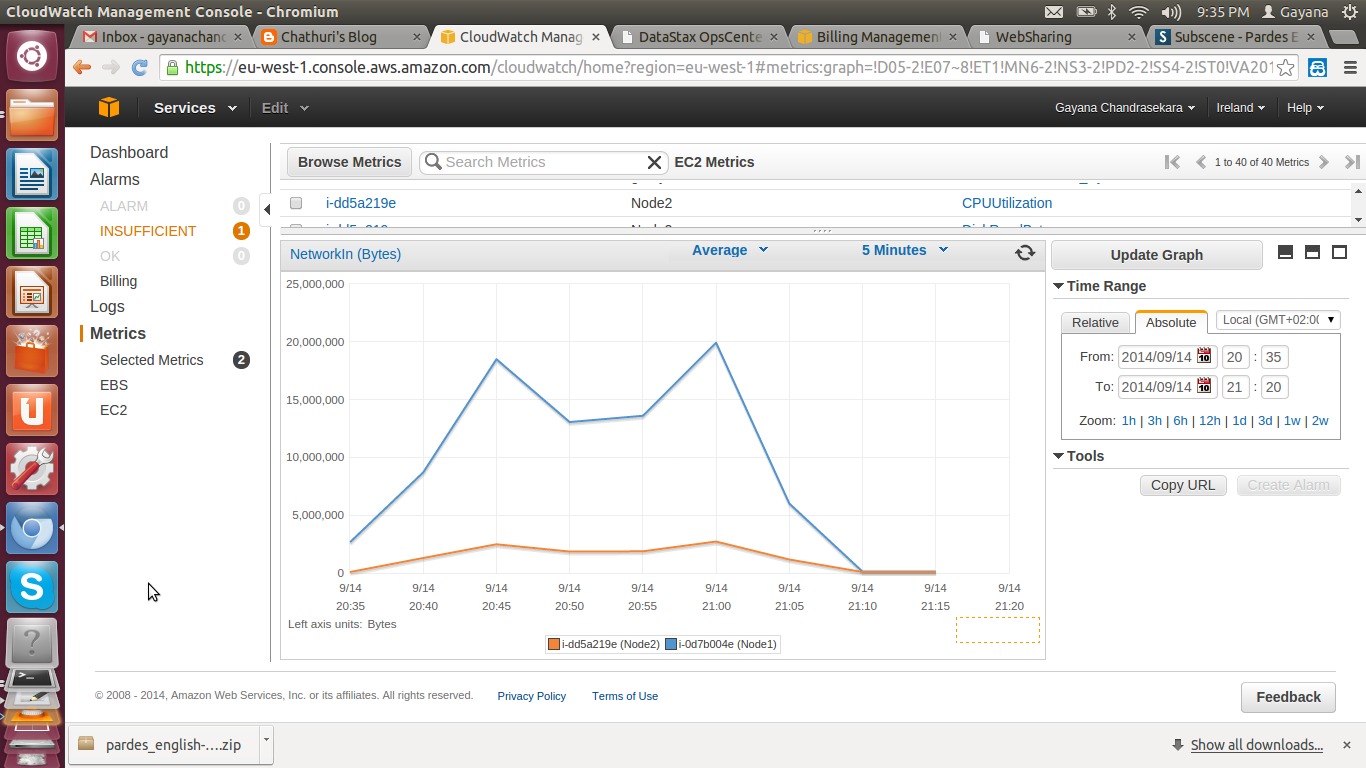 CloudWatch Management Console - Chromium
9:35 PM Gayana
Inbox - gayanachand
Chathuri's Blog
CloudWatch Manag
DataStax OpsCente
Billing Management
WebSharing
Subscene - Pardes E
https://eu-west-1.console.aws.amazon.com/cloudwatch/home?region=eu-west-1#metrics:graph=!D05-2!E07~8!ET1!MN6-2!NS3-2!PD2-2!SS4-2!ST0!VA201
Services Edit
Gayana Chandrasekara Ireland Help
Dashboard
Alarms
ALARM 0
INSUFFICIENT 1
OK 0
Billing
Logs
Metrics
Selected Metrics 2
EBS
EC2
Browse Metrics Search Metrics EC2 Metrics 1 to 40 of 40 Metrics
i-dd5a219e Node2 CPUUtilization
NetworkIn (Bytes) Average 5 Minutes
25,000,000
20,000,000
15,000,000
10,000,000
5,000,000
0
9/14 9/14 9/14 9/14 9/14 9/14 9/14 9/14 9/14 9/14
20:35 20:40 20:45 20:50 20:55 21:00 21:05 21:10 21:15 21:20
Left axis units: Bytes
i-dd5a219e (Node2) i-0d7b004e (Node1)
Update Graph
Time Range
Relative Absolute Local (GMT+02:00
From: 2014/09/14 10 20 : 35
To: 2014/09/14 10 21 : 20
Zoom: 1h | 3h | 6h | 12h | 1d | 3d | 1w | 2w
Tools
Copy URL Create Alarm
© 2008 - 2014, Amazon Web Services, Inc. or its affiliates. All rights reserved. Privacy Policy Terms of Use
Feedback
pardes_english-....zip
Show all downloads...